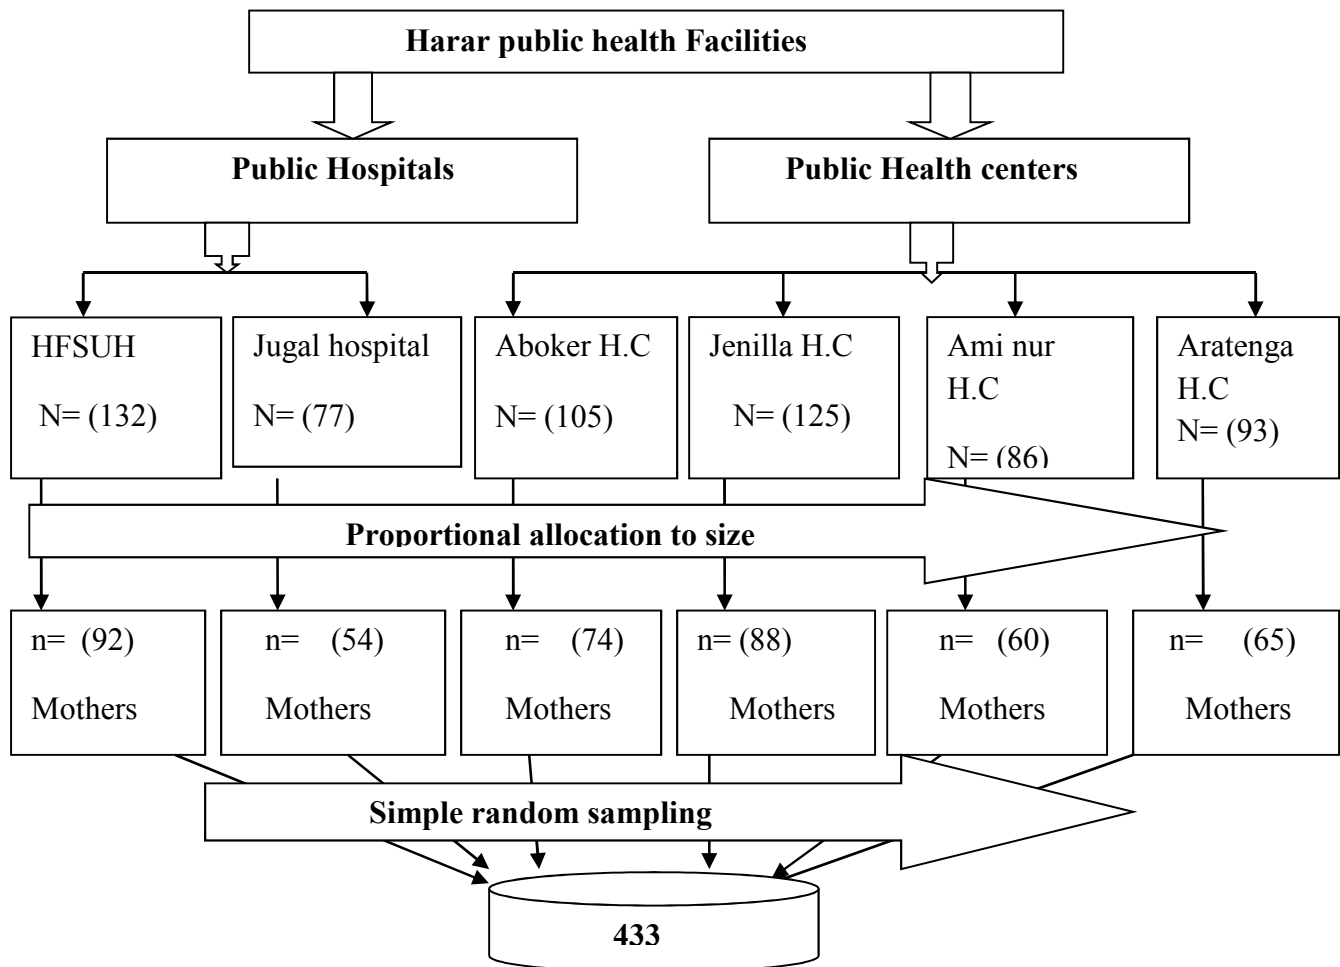 Harar public health Facilities
Public Hospitals
Public Health centers
HFSUH
N= (132)
Jugal hospital
N= (77)
Aboker H.C
N= (105)
Jenilla H.C
N= (125)
Ami nur
H.C
N= (86)
Aratenga
H.C
N= (93)
Proportional allocation to size
n= (92)
Mothers
n= (54)
Mothers
n= (74)
Mothers
n= (88)
Mothers
n= (60)
Mothers
n= (65)
Mothers
Simple random sampling
433